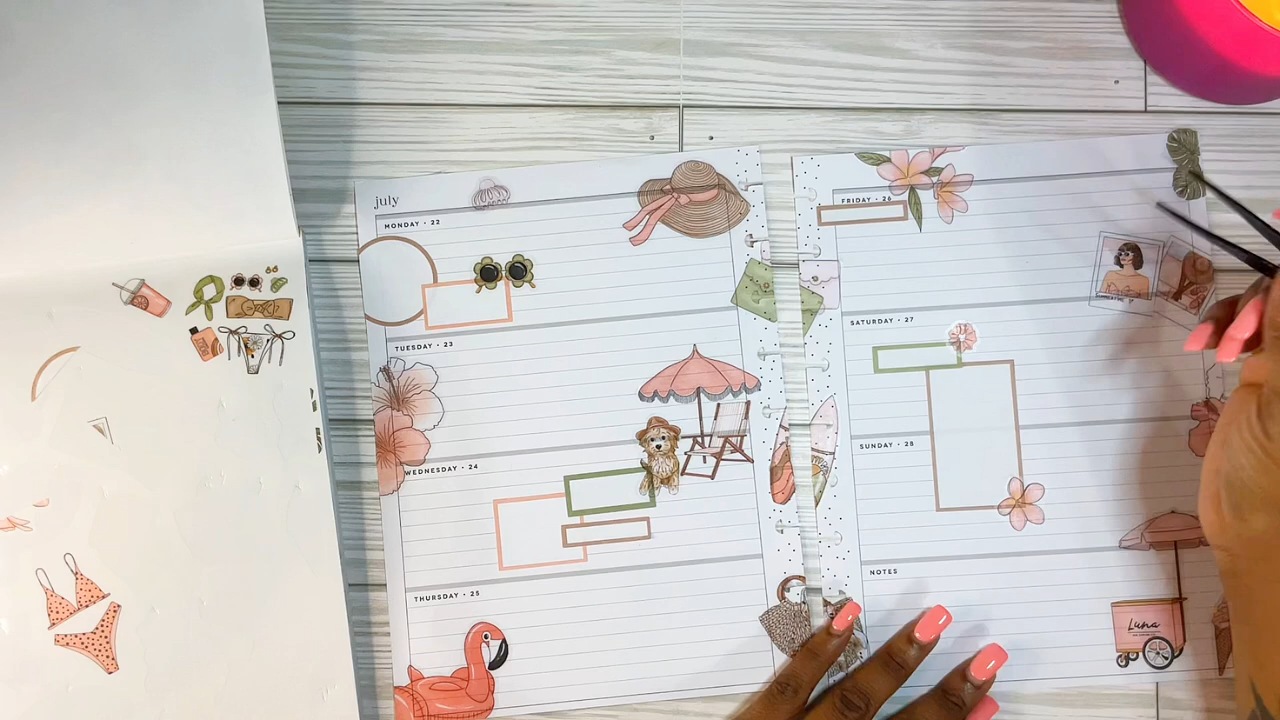 july
MONDAY • 22
TUESDAY • 23
WEDNESDAY • 24
THURSDAY • 25
FRIDAY • 26
SATURDAY • 27
SUNDAY • 28
NOTES
Luna